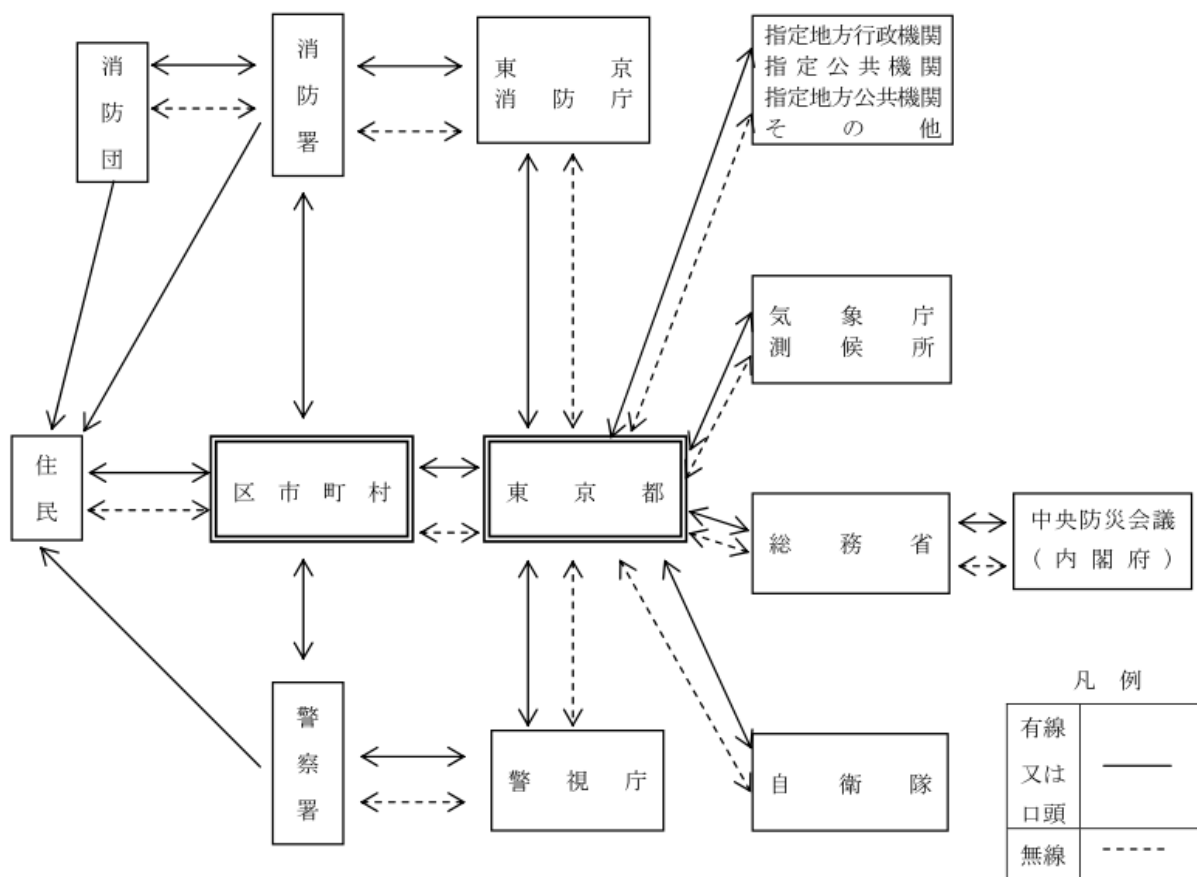 消防団
消防署
東京
消防庁
指定地方行政機関
指定公共機関
指定地方公共機関
その他
気象庁
測候所
住民
区市町村
東京都
総務省
中央防災会議
(内閣府)
警察署
警視庁
自衛隊
凡例
有線
又は
口頭
無線